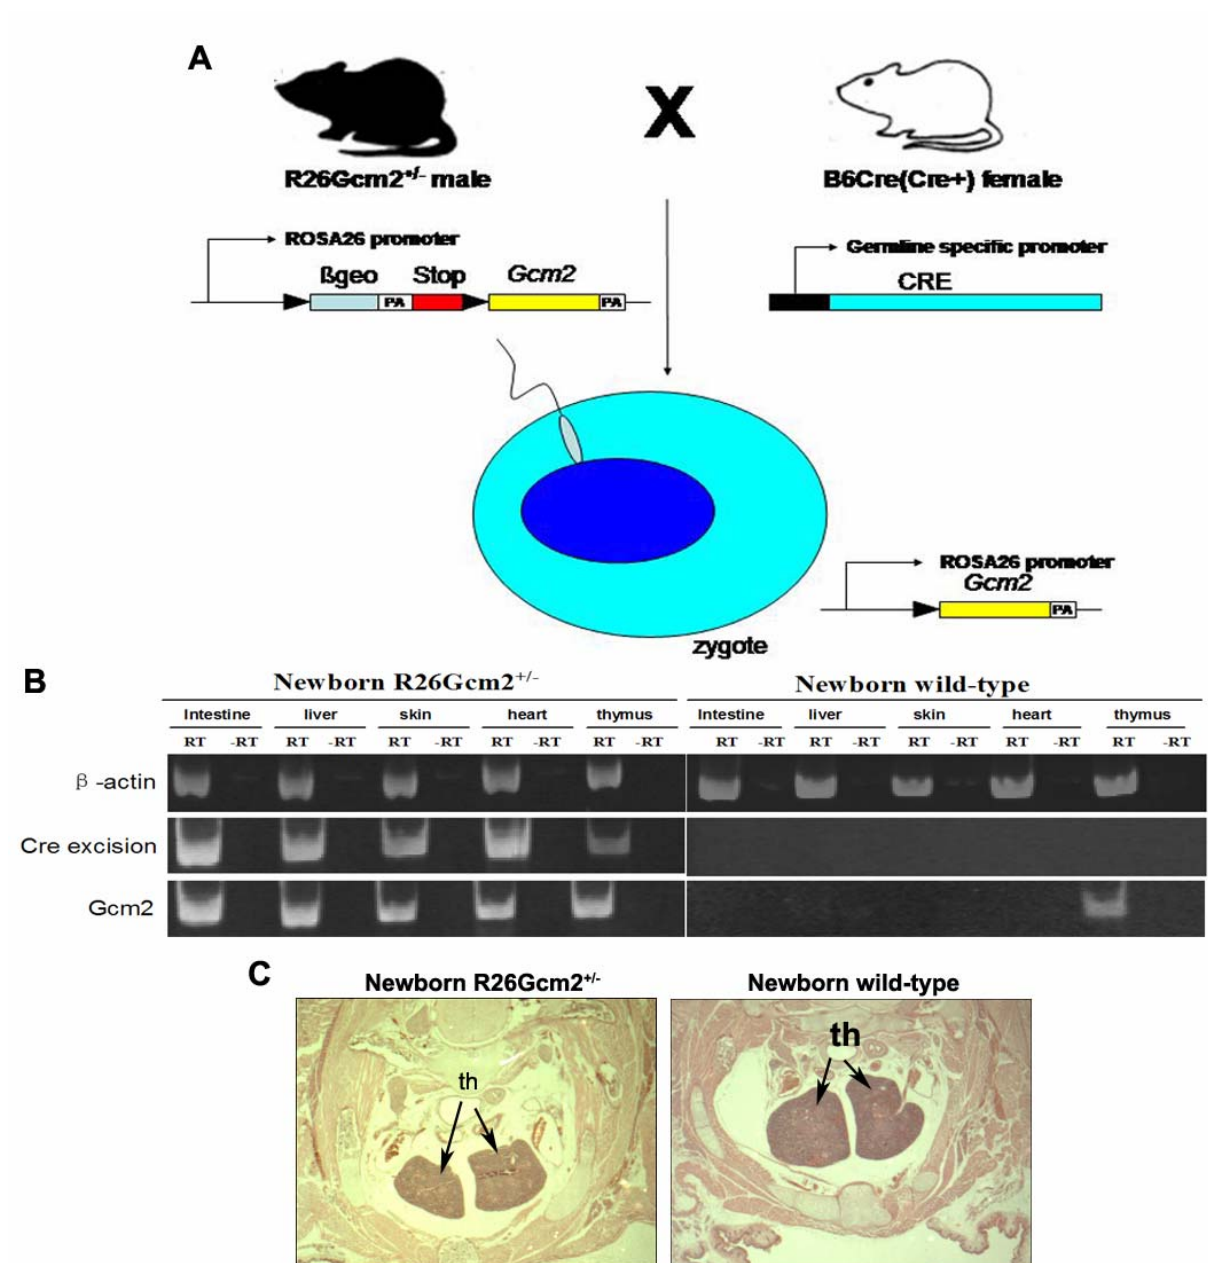 A
X
R26Gcm2+/- male
B6Cre(Cre+) female
ROSA26 promoter
ßgeo Stop Gcm2
PA PA
Germline specific promoter
CRE
ROSA26 promoter
Gcm2
PA
zygote
B
Newborn R26Gcm2+/- Newborn wild-type
Intestine liver skin heart thymus Intestine liver skin heart thymus
RT -RT RT -RT RT -RT RT -RT RT -RT RT -RT RT -RT RT -RT RT -RT RT -RT
β -actin
Cre excision
Gcm2
C
Newborn R26Gcm2+/- Newborn wild-type
th
th